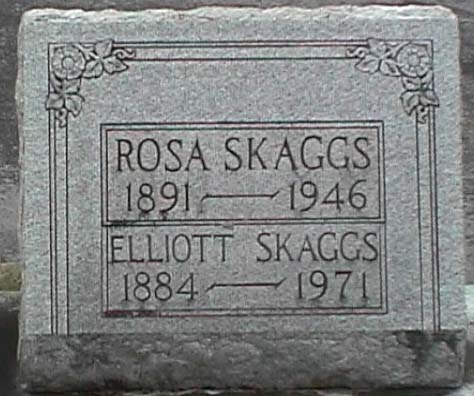 ROSA SKAGGS
1891 — 1946
ELLIOTT SKAGGS
1884 — 1971